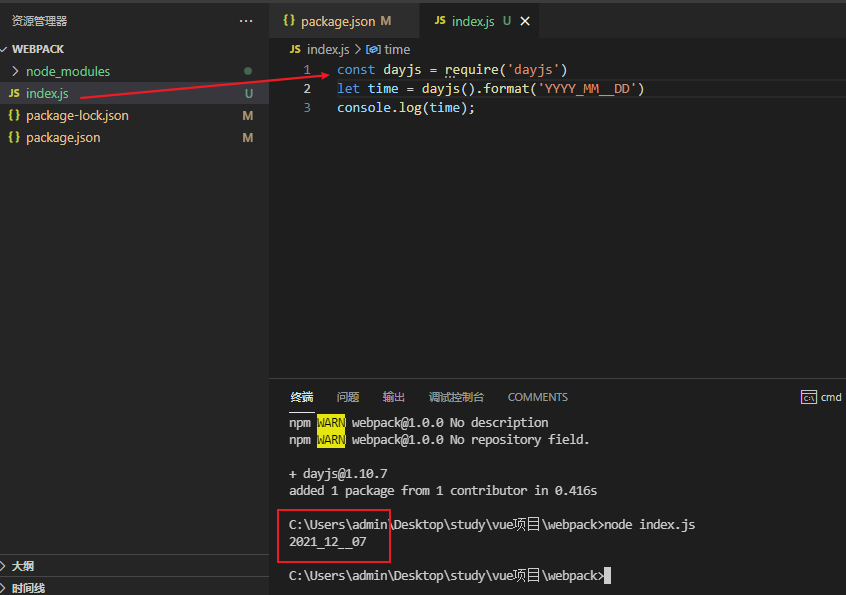 资源管理器 ...
WEBPACK
node_modules
JS index.js U
{} package-lock.json M
{} package.json M
大纲
时间线
{} package.json M JS index.js U
JS index.js > time
1 const dayjs = require('dayjs')
2 let time = dayjs().format('YYYY_MM__DD')
3 console.log(time);
终端 问题 输出 调试控制台 COMMENTS cmd
npm WARN webpack@1.0.0 No description
npm WARN webpack@1.0.0 No repository field.
+ dayjs@1.10.7
added 1 package from 1 contributor in 0.416s
C:\Users\admin\Desktop\study\vue项目\webpack>node index.js
2021_12__07
C:\Users\admin\Desktop\study\vue项目\webpack>